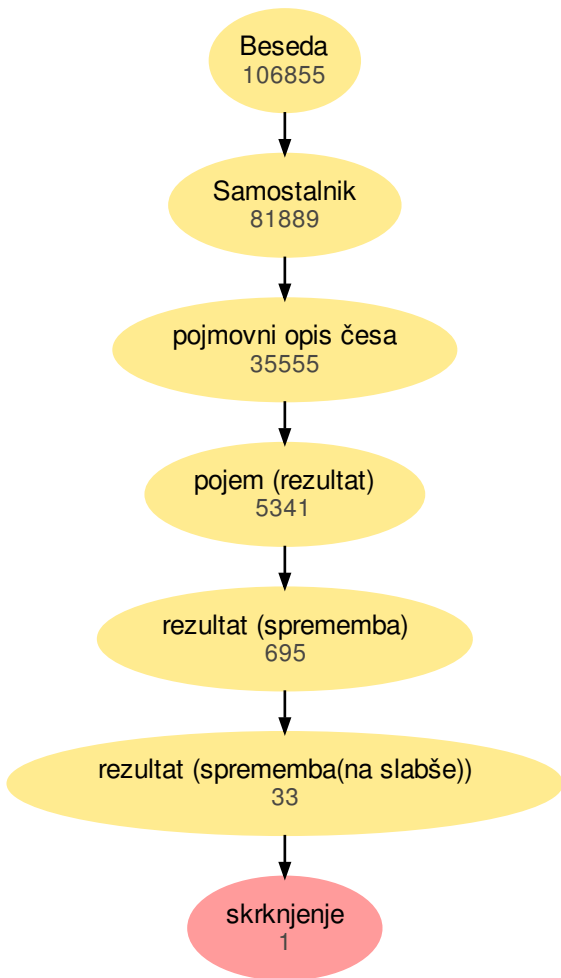 Beseda
106855
Samostalnik
81889
pojmovni opis česa
35555
pojem (rezultat)
5341
rezultat (sprememba)
695
rezultat (sprememba(na slabše))
33
skrknjenje
1